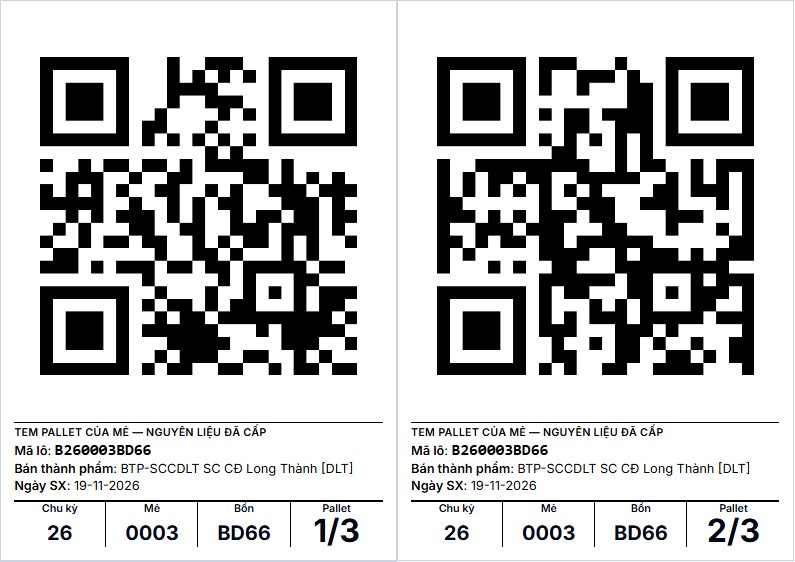 TEM PALLET CỦA MẺ — NGUYÊN LIỆU ĐÃ CẤP
Mã lô: B260003BD66
Bán thành phẩm: BTP-SCCDLT SC CĐ Long Thành [DLT]
Ngày SX: 19-11-2026
Chu kỳ Mẻ Bồn Pallet
26 0003 BD66 1/3
TEM PALLET CỦA MẺ — NGUYÊN LIỆU ĐÃ CẤP
Mã lô: B260003BD66
Bán thành phẩm: BTP-SCCDLT SC CĐ Long Thành [DLT]
Ngày SX: 19-11-2026
Chu kỳ Mẻ Bồn Pallet
26 0003 BD66 2/3